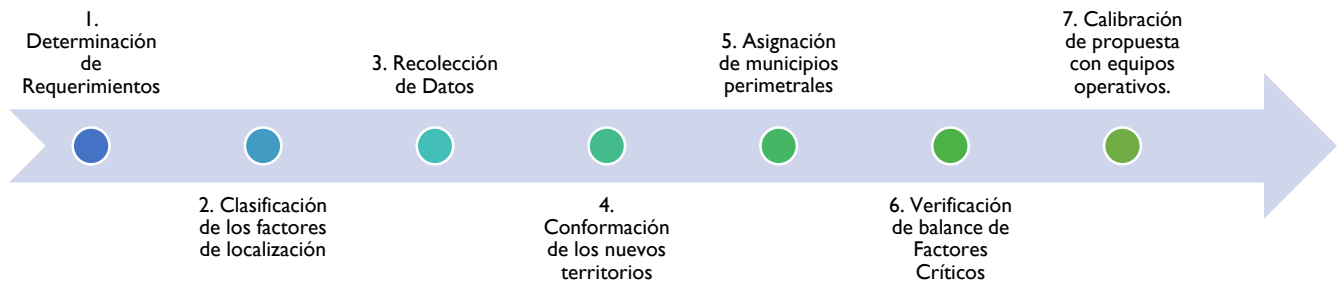 1.
Determinación
de
Requerimientos
2. Clasificación
de los factores
de localización
3. Recolección
de Datos
4.
Conformación
de los nuevos
territorios
5. Asignación
de municipios
perimetrales
6. Verificación
de balance de
Factores
Críticos
7. Calibración
de propuesta
con equipos
operativos.